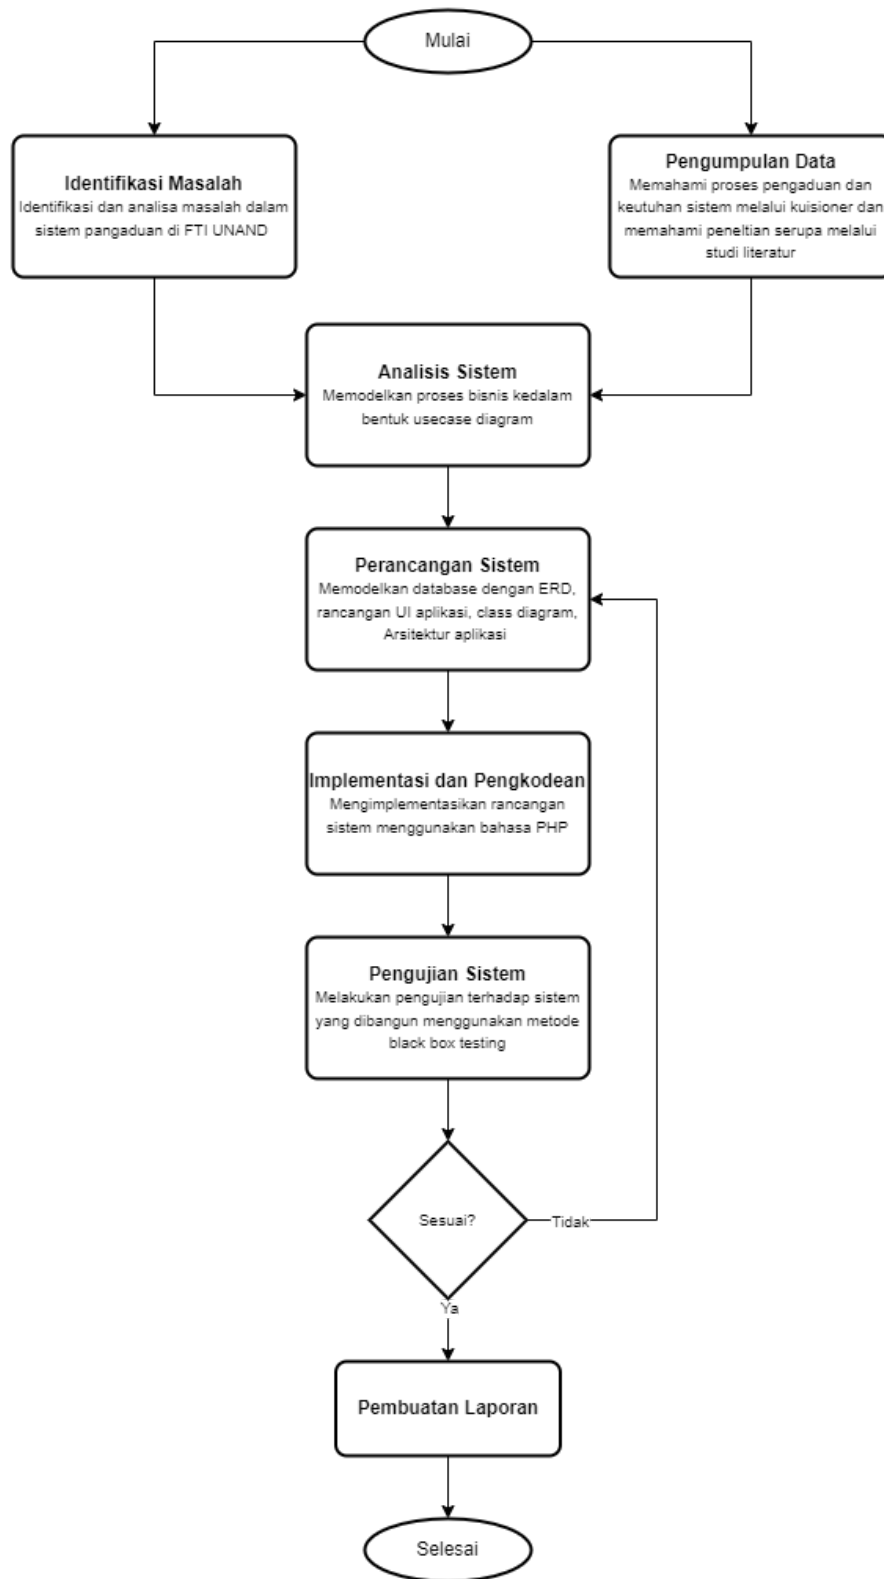 Mulai
Identifikasi Masalah
Identifikasi dan analisa masalah dalam
sistem pangaduan di FTI UNAND
Pengumpulan Data
Memahami proses pengaduan dan
keutuhan sistem melalui kuisioner dan
memahami peneltian serupa melalui
studi literatur
Analisis Sistem
Memodelkan proses bisnis kedalam
bentuk usecase diagram
Perancangan Sistem
Memodelkan database dengan ERD,
rancangan UI aplikasi, class diagram,
Arsitektur aplikasi
Implementasi dan Pengkodean
Mengimplementasikan rancangan
sistem menggunakan bahasa PHP
Pengujian Sistem
Melakukan pengujian terhadap sistem
yang dibangun menggunakan metode
black box testing
Sesuai?
Tidak
Ya
Pembuatan Laporan
Selesai